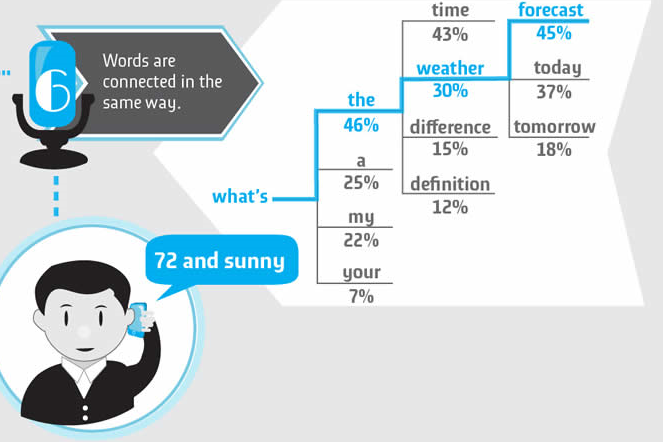 6
Words are
connected in the
same way.
what's
the
46%
a
25%
my
22%
your
7%
time
43%
weather
30%
difference
15%
definition
12%
forecast
45%
today
37%
tomorrow
18%
72 and sunny